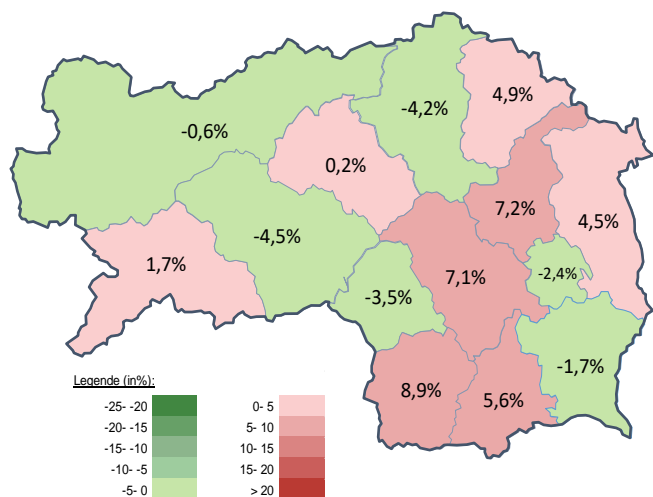 4,9%
-4,2%
-0,6%
0,2%
7,2%
4,5%
-4,5%
1,7%
7,1%
-2,4%
-3,5%
-1,7%
8,9%
5,6%
Legende (in%):
-25- -20 0- 5
-20- -15 5- 10
-15- -10 10- 15
-10- -5 15- 20
-5- 0 > 20